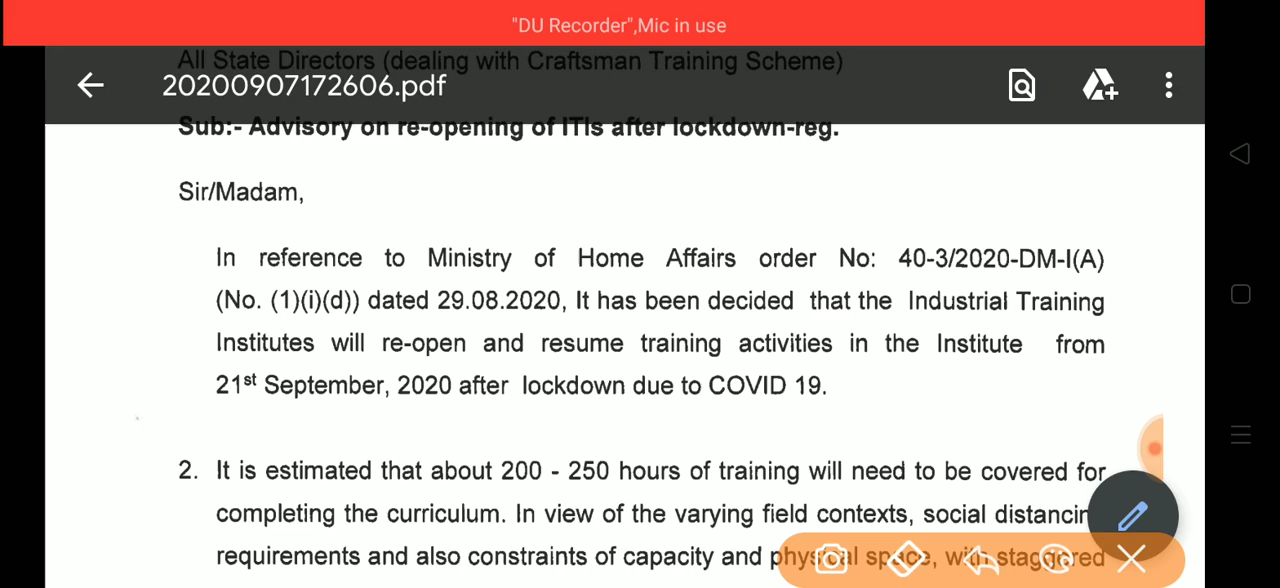 "DU Recorder",Mic in use
All State Directors (dealing with Craftsman Training Scheme)
20200907172606.pdf
Sub:- Advisory on re-opening of ITIs after lockdown-reg.
Sir/Madam,
In reference to Ministry of Home Affairs order No: 40-3/2020-DM-I(A)
(No. (1)(i)(d)) dated 29.08.2020, It has been decided that the Industrial Training
Institutes will re-open and resume training activities in the Institute from
21st September, 2020 after lockdown due to COVID 19.
2. It is estimated that about 200 - 250 hours of training will need to be covered for
completing the curriculum. In view of the varying field contexts, social distancin
requirements and also constraints of capacity and physical space, with staggered